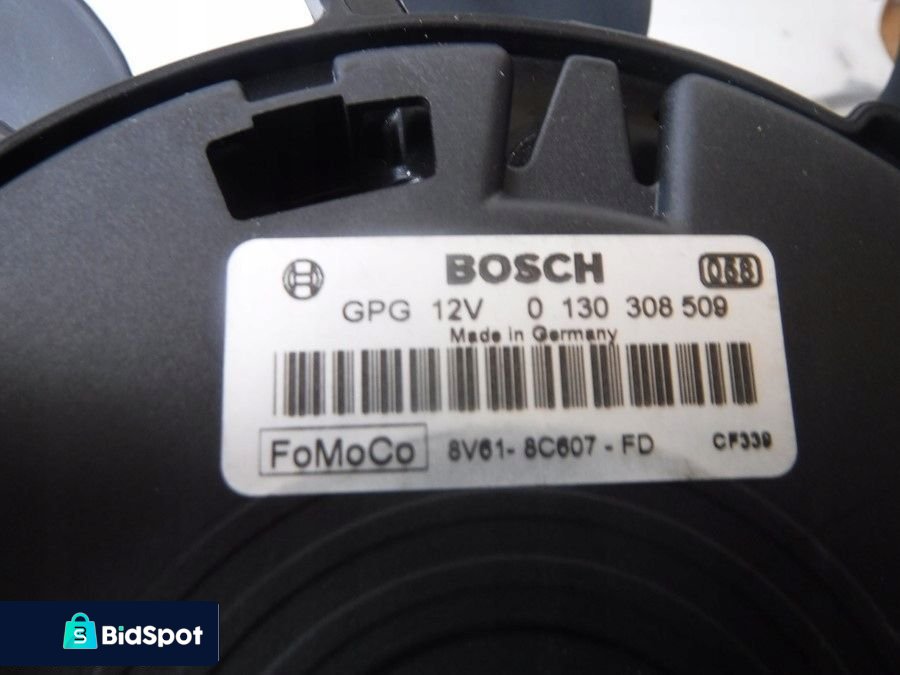 BOSCH 058
GPG 12V 0 130 308 509
Made in Germany
FoMoCo 8V61-8C607-FD CF339
BidSpot